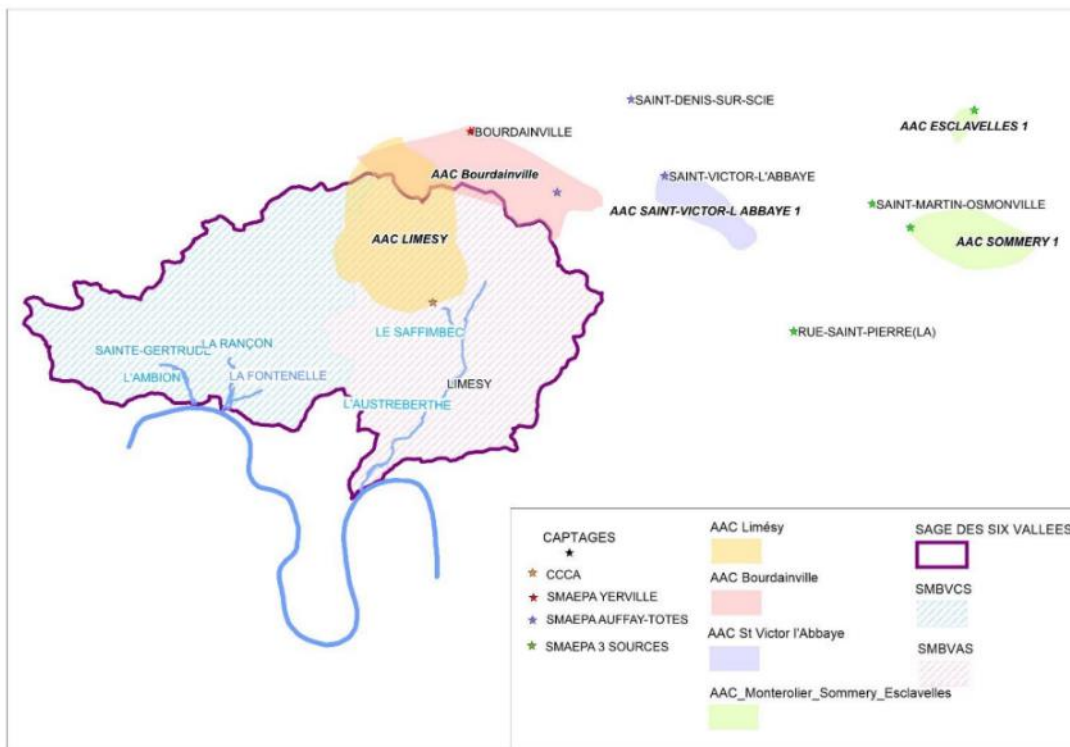 SAINT-DENIS-SUR-SCIE
AAC ESCLAVELLES 1
BOURDAINVILLE
AAC Bourdainville
SAINT-VICTOR-L'ABBAYE
AAC SAINT-VICTOR-L ABBAYE 1
SAINT-MARTIN-OSMONVILLE
AAC SOMMERY 1
AAC LIMESY
RUE-SAINT-PIERRE(LA)
LE SAFFIMBEC
LA RANÇON
SAINTE-GERTRUDE
L'AMBION
LA FONTENELLE
LIMESY
L'AUSTREBERTHE
CAPTAGES
CCCA
SMAEPA YERVILLE
SMAEPA AUFFAY-TOTES
SMAEPA 3 SOURCES
AAC Limésy
AAC Bourdainville
AAC St Victor l'Abbaye
AAC_Monterolier_Sommery_Esclavelles
SAGE DES SIX VALLEES
SMBVCS
SMBVAS